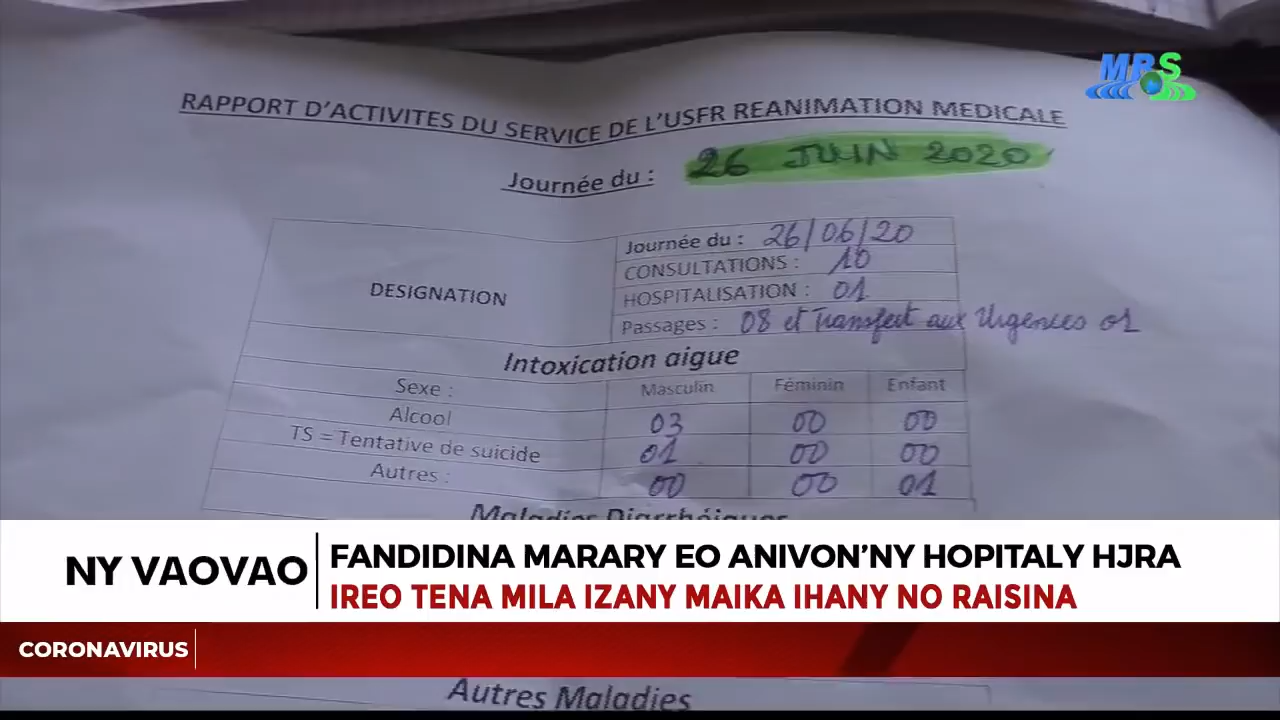 MBS
RAPPORT D'ACTIVITES DU SERVICE DE L'USFR REANIMATION MEDICALE
Journée du : 26 JUIN 2020
DESIGNATION
Journée du : 26/06/20
CONSULTATIONS : 10
HOSPITALISATION : 01
Passages : 08 et Transfect aux Urgences 01
Intoxication aigue
Sexe : Masculin Féminin Enfant
Alcool 03 00 00
TS = Tentative de suicide 01 00 00
Autres : 00 00 01
Maladies Diarrhéiques
NY VAOVAO
FANDIDINA MARARY EO ANIVON'NY HOPITALY HJRA
IREO TENA MILA IZANY MAIKA IHANY NO RAISINA
CORONAVIRUS
Autres Maladies